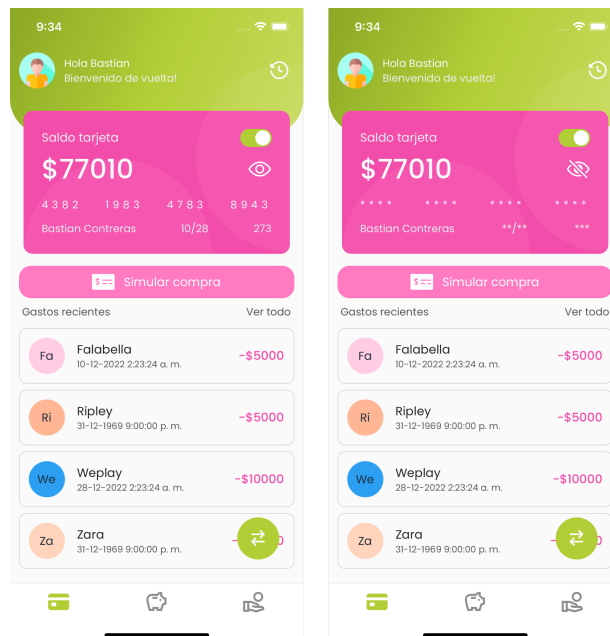 9:34
Hola Bastian
Bienvenido de vuelta!
Saldo tarjeta
$77010
4382 1983 4783 8943
Bastian Contreras 10/28 273
Simular compra
Gastos recientes Ver todo
Fa Falabella -$5000
10-12-2022 2:23:24 a. m.
Ri Ripley -$5000
31-12-1969 9:00:00 p. m.
We Weplay -$10000
28-12-2022 2:23:24 a. m.
Za Zara
31-12-1969 9:00:00 p. m.
9:34
Hola Bastian
Bienvenido de vuelta!
Saldo tarjeta
$77010
**** **** **** ****
Bastian Contreras **/** ***
Simular compra
Gastos recientes Ver todo
Fa Falabella -$5000
10-12-2022 2:23:24 a. m.
Ri Ripley -$5000
31-12-1969 9:00:00 p. m.
We Weplay -$10000
28-12-2022 2:23:24 a. m.
Za Zara
31-12-1969 9:00:00 p. m.